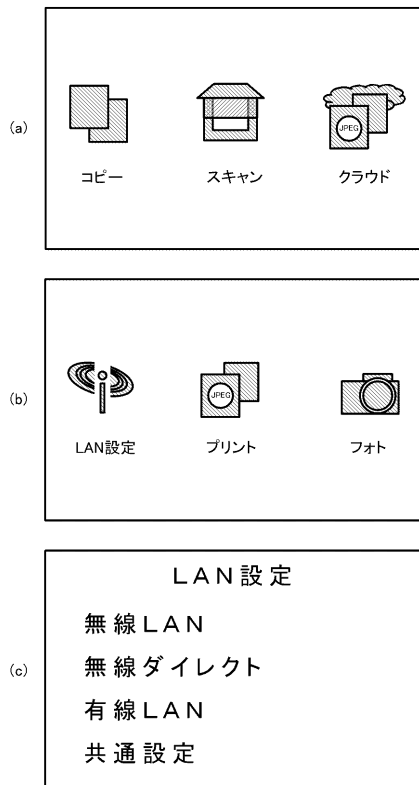 (a)
JPEG
コピー スキャン クラウド
(b)
JPEG
LAN設定 プリント フォト
(c)
LAN設定
無線LAN
無線ダイレクト
有線LAN
共通設定